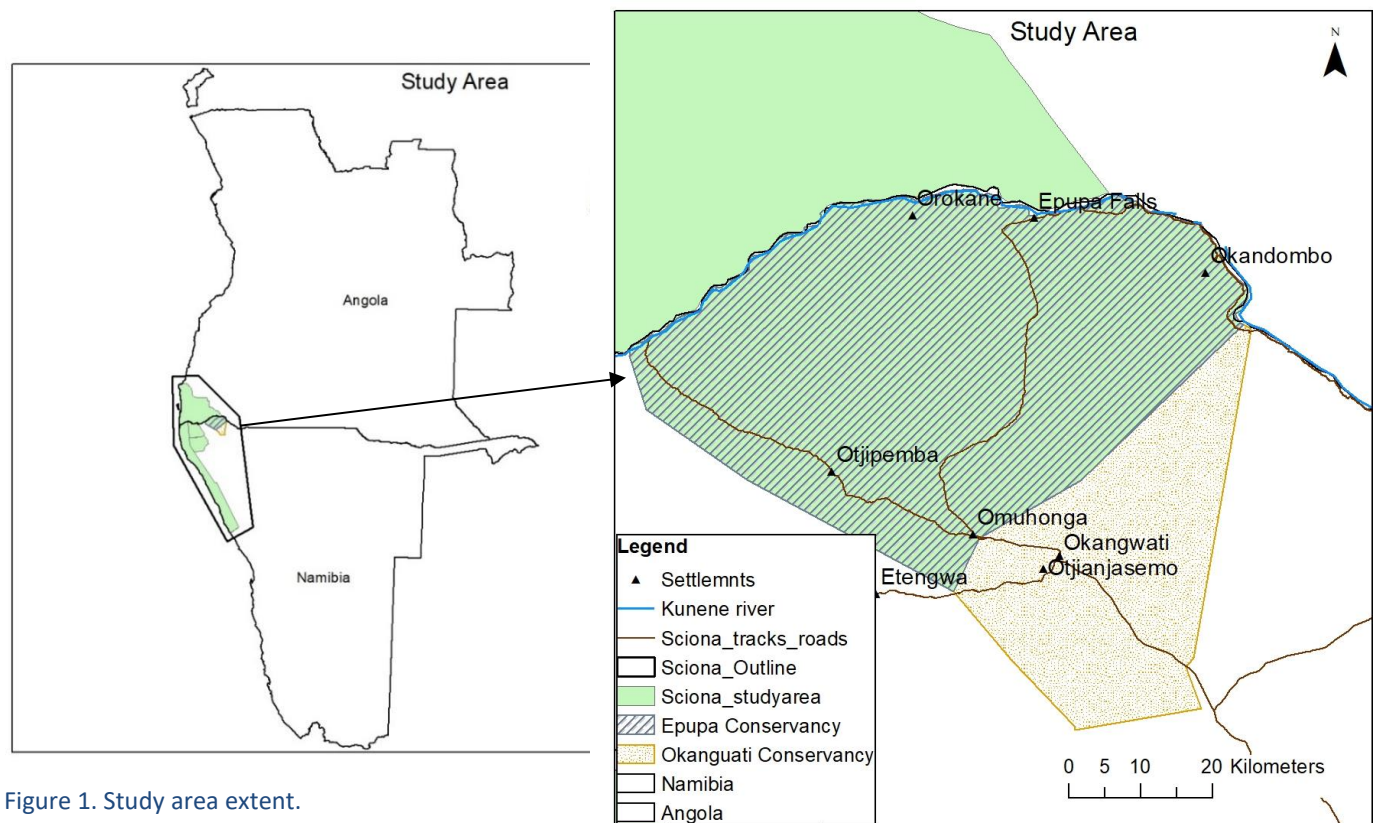 Study Area
Angola
Namibia
Figure 1. Study area extent.
Study Area
N
Orokane
Epupa Falls
Okandombo
Otjipemba
Omuhonga
Okangwati
Otjianjasemo
Etengwa
Legend
Settlemnts
Kunene river
Sciona_tracks_roads
Sciona_Outline
Sciona_studyarea
Epupa Conservancy
Okanguati Conservancy
Namibia
Angola
0 5 10 20 Kilometers